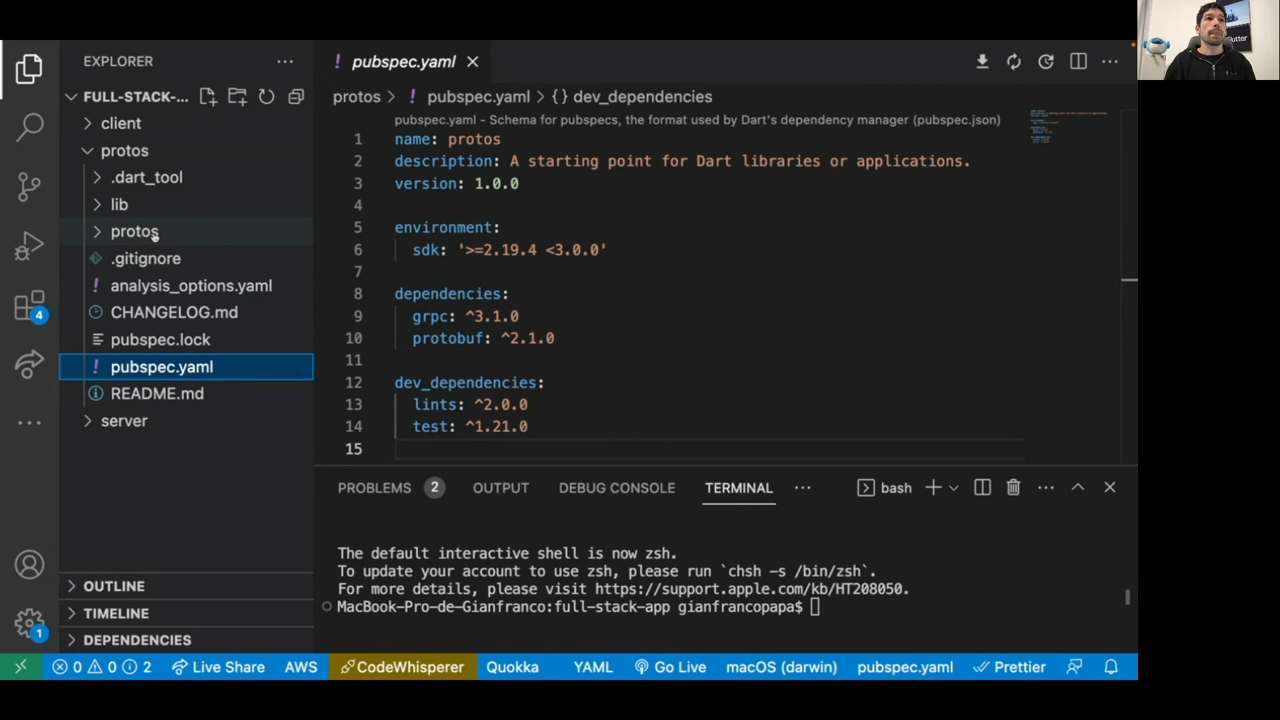 EXPLORER
FULL-STACK-...
client
protos
.dart_tool
lib
protos
.gitignore
analysis_options.yaml
CHANGELOG.md
pubspec.lock
pubspec.yaml
README.md
server
OUTLINE
TIMELINE
DEPENDENCIES
4
1
pubspec.yaml
protos > ! pubspec.yaml > {} dev_dependencies
pubspec.yaml - Schema for pubspecs, the format used by Dart's dependency manager (pubspec.json)
1 name: protos
2 description: A starting point for Dart libraries or applications.
3 version: 1.0.0
4
5 environment:
6 sdk: '>=2.19.4 <3.0.0'
7
8 dependencies:
9 grpc: ^3.1.0
10 protobuf: ^2.1.0
11
12 dev_dependencies:
13 lints: ^2.0.0
14 test: ^1.21.0
15
PROBLEMS 2 OUTPUT DEBUG CONSOLE TERMINAL ... bash
The default interactive shell is now zsh.
To update your account to use zsh, please run `chsh -s /bin/zsh`.
For more details, please visit https://support.apple.com/kb/HT208050.
MacBook-Pro-de-Gianfranco:full-stack-app gianfrancopapa$
0 0 2 Live Share AWS CodeWhisperer Quokka YAML Go Live macOS (darwin) pubspec.yaml Prettier